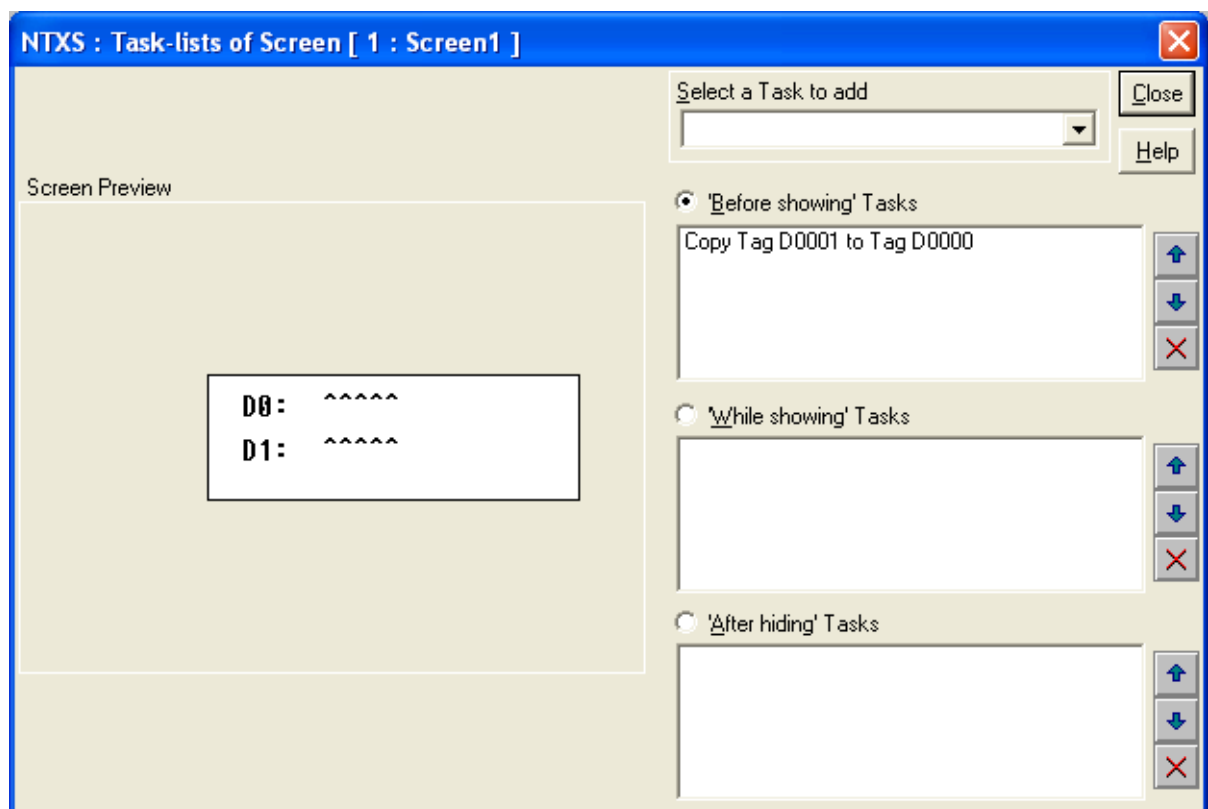 NTXS : Task-lists of Screen [ 1 : Screen1 ]
Select a Task to add
Close
Help
Screen Preview
'Before showing' Tasks
Copy Tag D0001 to Tag D0000
D0: ^^^^^
D1: ^^^^^
'While showing' Tasks
'After hiding' Tasks